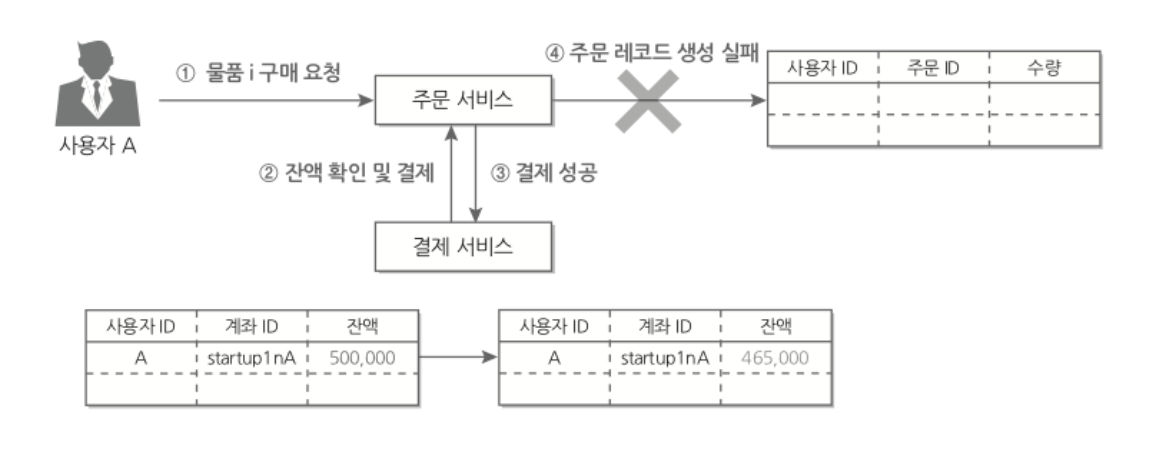 ④ 주문 레코드 생성 실패
① 물품 i 구매 요청
사용자 ID 주문 ID 수량
주문 서비스
사용자 A
② 잔액 확인 및 결제
③ 결제 성공
결제 서비스
사용자 ID 계좌 ID 잔액
A startup1nA 500,000
사용자 ID 계좌 ID 잔액
A startup1nA 465,000